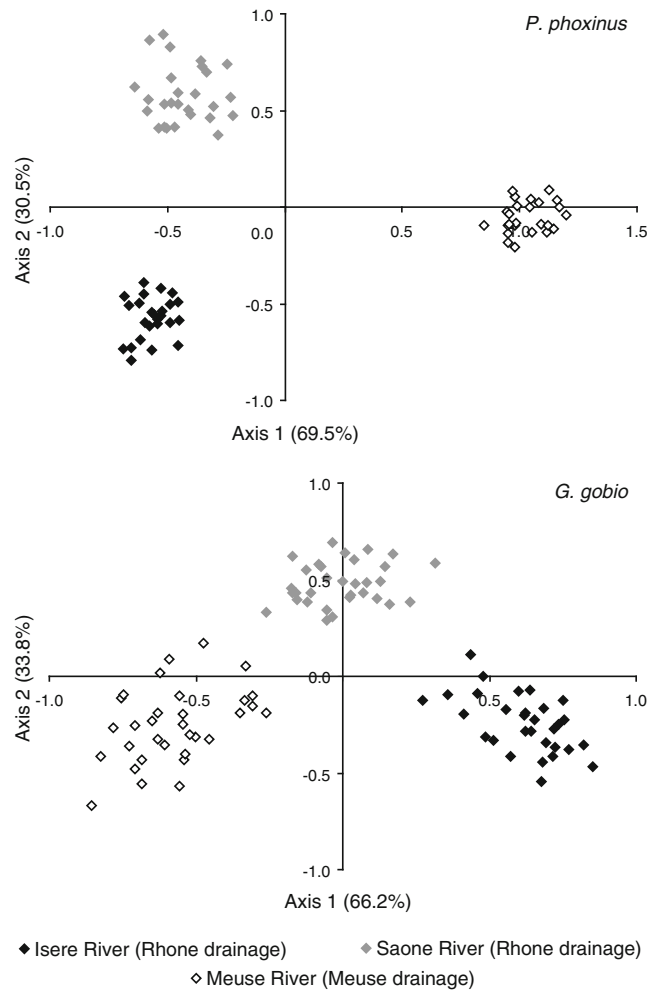 P. phoxinus
1.0
0.5
-1.0
-0.5
0.0
0.5
1.0
1.5
-0.5
-1.0
Axis 2 (30.5%)
Axis 1 (69.5%)
G. gobio
1.0
0.5
-1.0
-0.5
0.0
0.5
1.0
-0.5
-1.0
Axis 2 (33.8%)
Axis 1 (66.2%)
Isere River (Rhone drainage)
Saone River (Rhone drainage)
Meuse River (Meuse drainage)